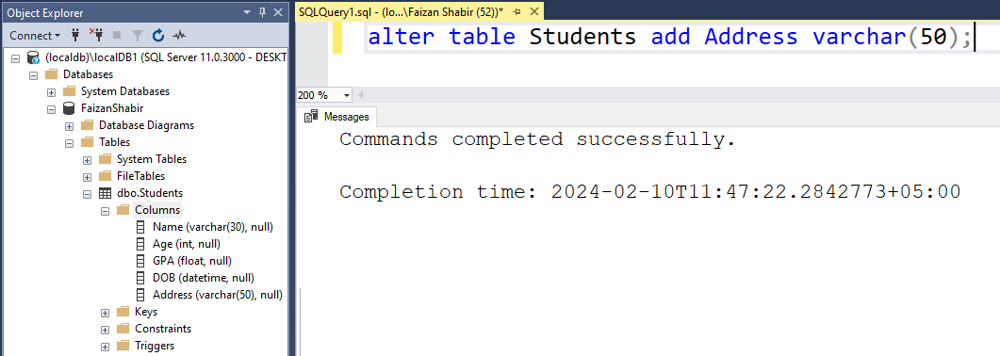 Object Explorer
Connect
(localdb)\localDB1 (SQL Server 11.0.3000 - DESKT
Databases
System Databases
FaizanShabir
Database Diagrams
Tables
System Tables
FileTables
dbo.Students
Columns
Name (varchar(30), null)
Age (int, null)
GPA (float, null)
DOB (datetime, null)
Address (varchar(50), null)
Keys
Constraints
Triggers
SQLQuery1.sql - (lo...\Faizan Shabir (52))*
alter table Students add Address varchar(50);
200 %
Messages
Commands completed successfully.
Completion time: 2024-02-10T11:47:22.2842773+05:00